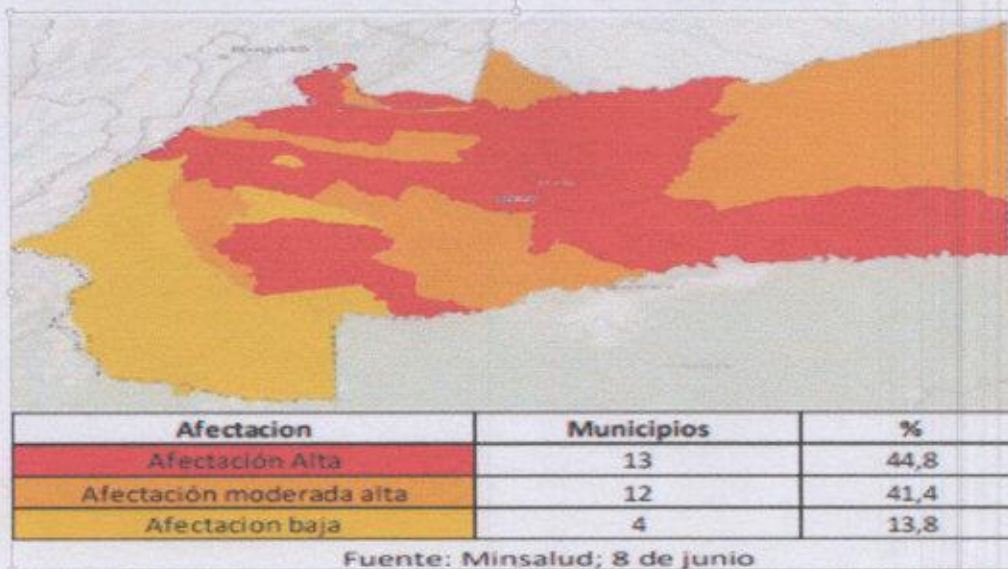 Afectacion Municipios %
Afectación Alta 13 44,8
Afectación moderada alta 12 41,4
Afectacion baja 4 13,8
Fuente: Minsalud; 8 de junio